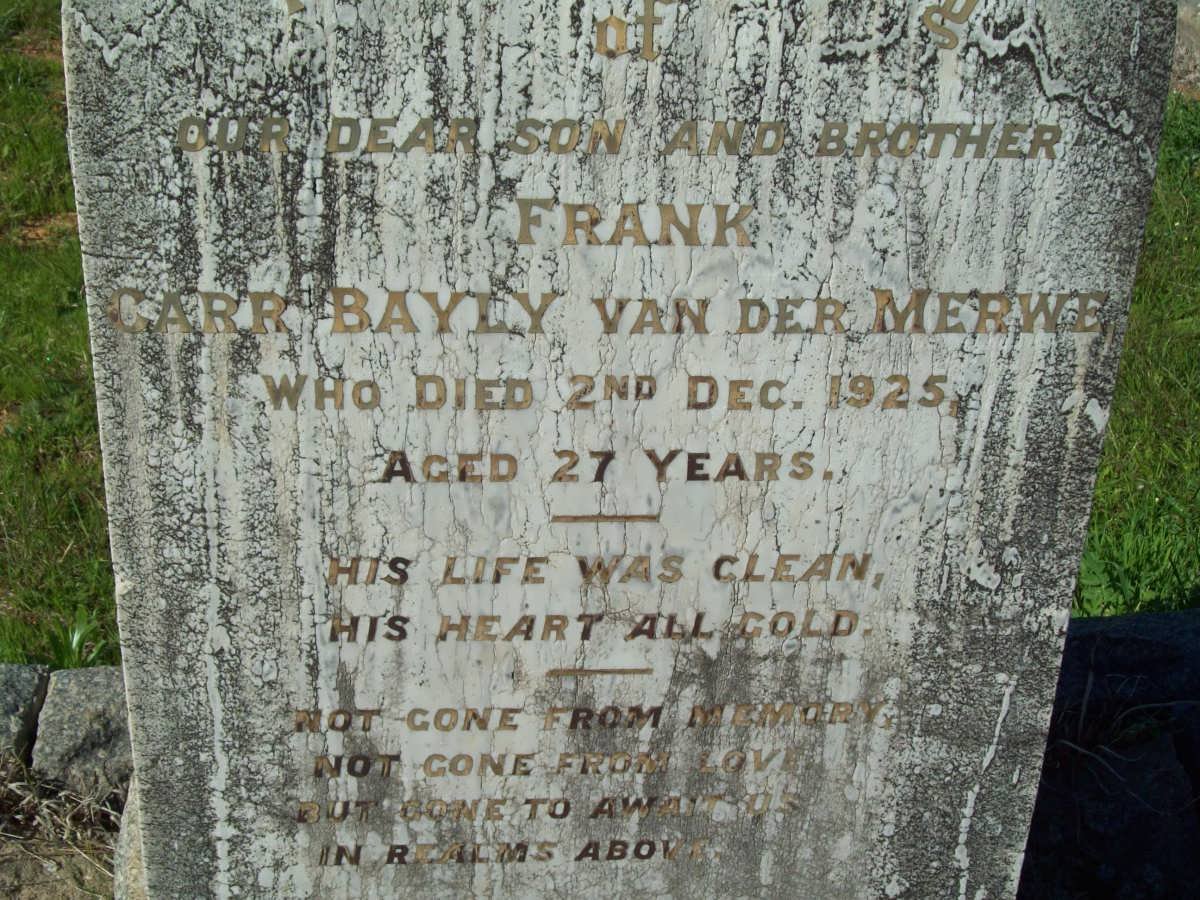 of
OUR DEAR SON AND BROTHER
FRANK
CARR BAYLY VAN DER MERWE,
WHO DIED 2ND DEC. 1925,
AGED 27 YEARS.
HIS LIFE WAS CLEAN,
HIS HEART ALL GOLD.
NOT GONE FROM MEMORY,
NOT GONE FROM LOVE
BUT GONE TO AWAIT US
IN REALMS ABOVE.